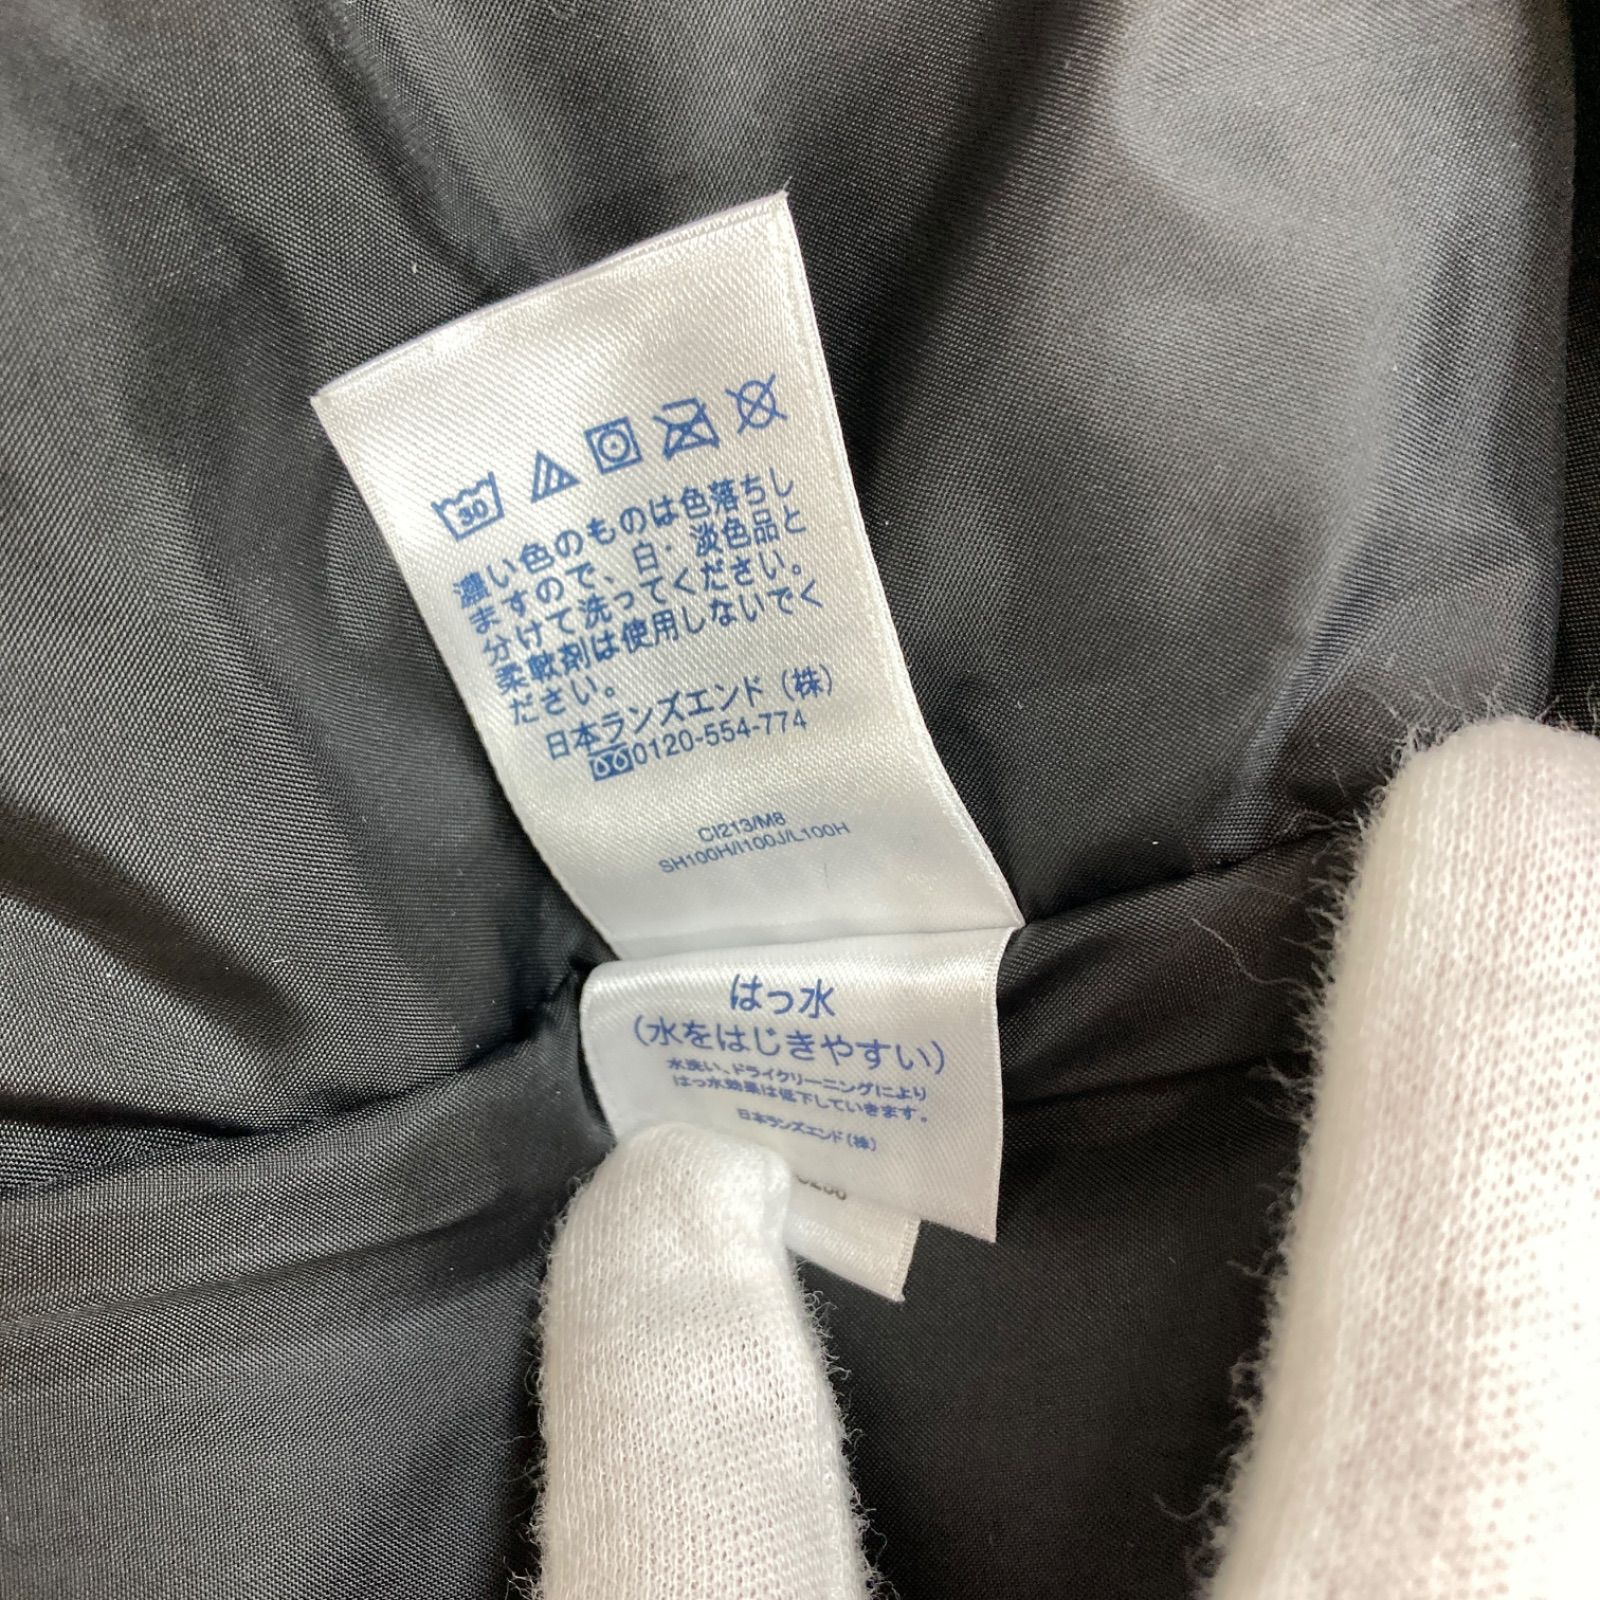 30
濃い色のものは色落ちし
ますので、白・淡色品と
分けて洗ってください。
柔軟剤は使用しないでく
ださい。
日本ランズエンド（株）
0120-554-774
CI213/M8
SH100H/I100J/L100H
はっ水
（水をはじきやすい）
水洗い、ドライクリーニングにより
はっ水効果は低下していきます。
日本ランズエンド（株）